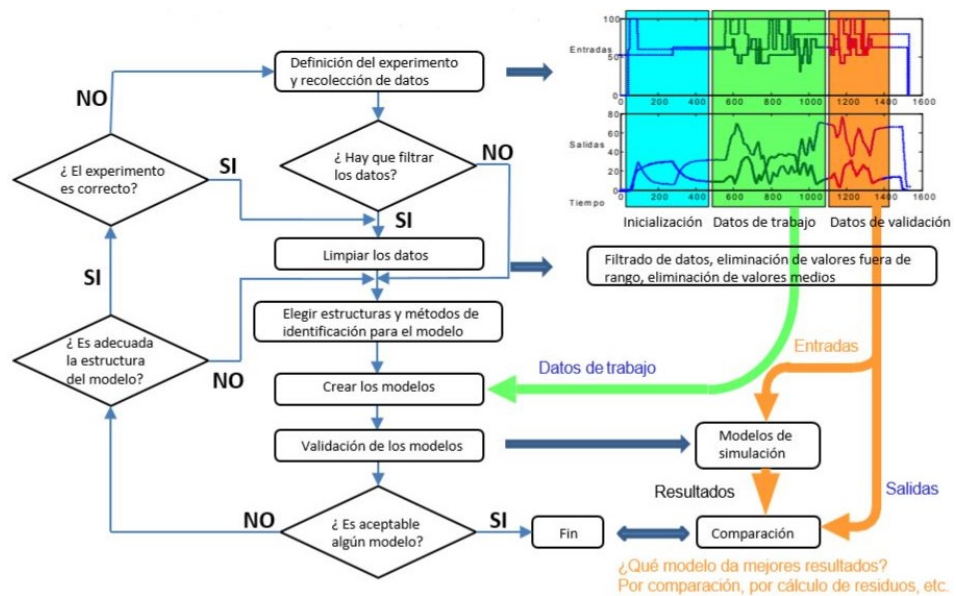 Definición del experimento
y recolección de datos
NO
¿ Hay que filtrar
los datos?
NO
SI
¿ El experimento
es correcto?
SI
Limpiar los datos
SI
Elegir estructuras y métodos de
identificación para el modelo
¿ Es adecuada
la estructura
del modelo?
NO
Crear los modelos
Validación de los modelos
NO
¿ Es aceptable
algún modelo?
SI
Fin
100
Entradas
50
0
0 200 400 600 800 1000 1200 1400 1600
80
60
Salidas
40
20
0
0 200 400 600 800 1000 1200 1400 1600
Tiempo
Inicialización
Datos de trabajo
Datos de validación
Filtrado de datos, eliminación de valores fuera de
rango, eliminación de valores medios
Entradas
Datos de trabajo
Modelos de
simulación
Resultados
Salidas
Comparación
¿Qué modelo da mejores resultados?
Por comparación, por cálculo de residuos, etc.